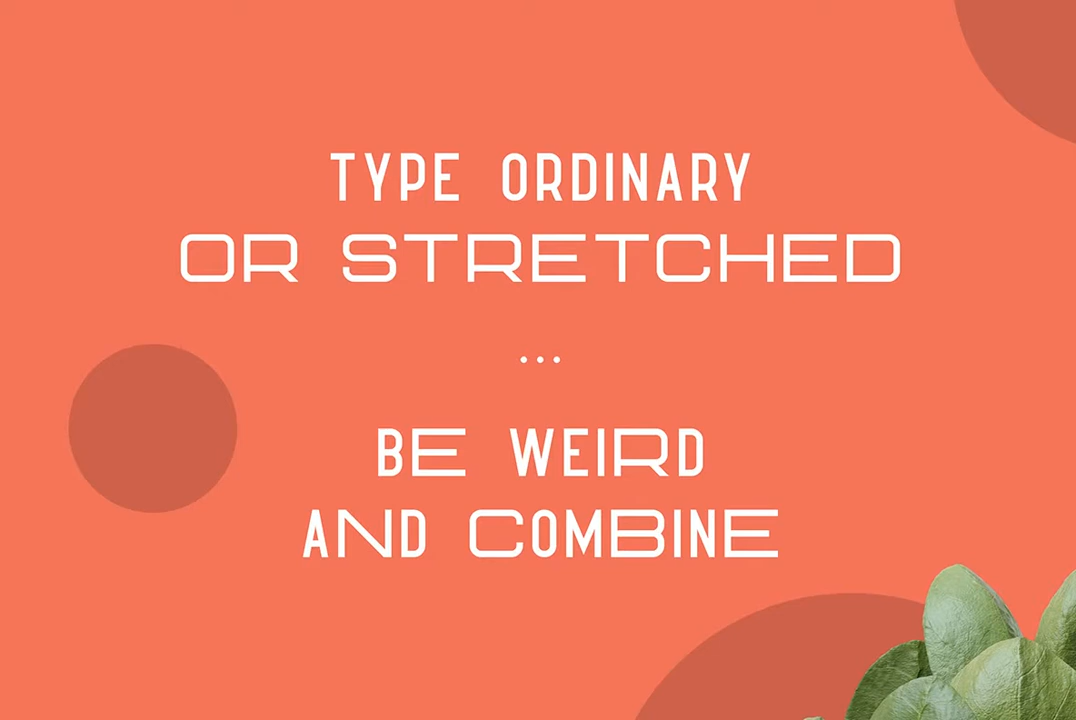 TYPE ORDINARY
OR STRETCHED
...
BE WEIRD
AND COMBINE